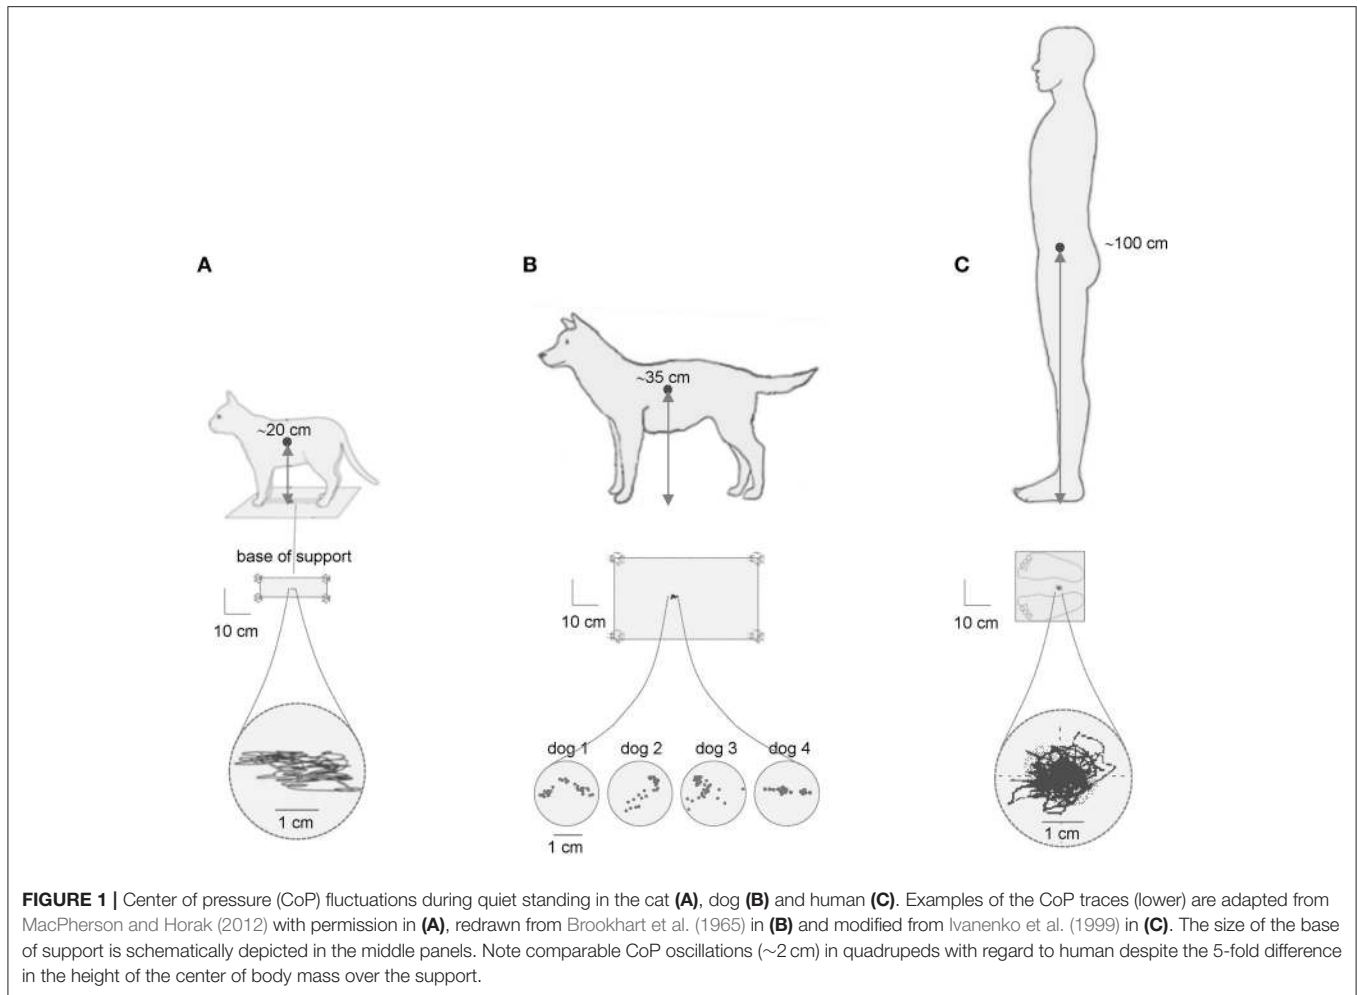 A
B
C
~100 cm
~35 cm
~20 cm
base of support
10 cm
10 cm
10 cm
dog 1 dog 2 dog 3 dog 4
1 cm
1 cm
1 cm
FIGURE 1 | Center of pressure (CoP) fluctuations during quiet standing in the cat (A), dog (B) and human (C). Examples of the CoP traces (lower) are adapted from
MacPherson and Horak (2012) with permission in (A), redrawn from Brookhart et al. (1965) in (B) and modified from Ivanenko et al. (1999) in (C). The size of the base
of support is schematically depicted in the middle panels. Note comparable CoP oscillations (~2 cm) in quadrupeds with regard to human despite the 5-fold difference
in the height of the center of body mass over the support.